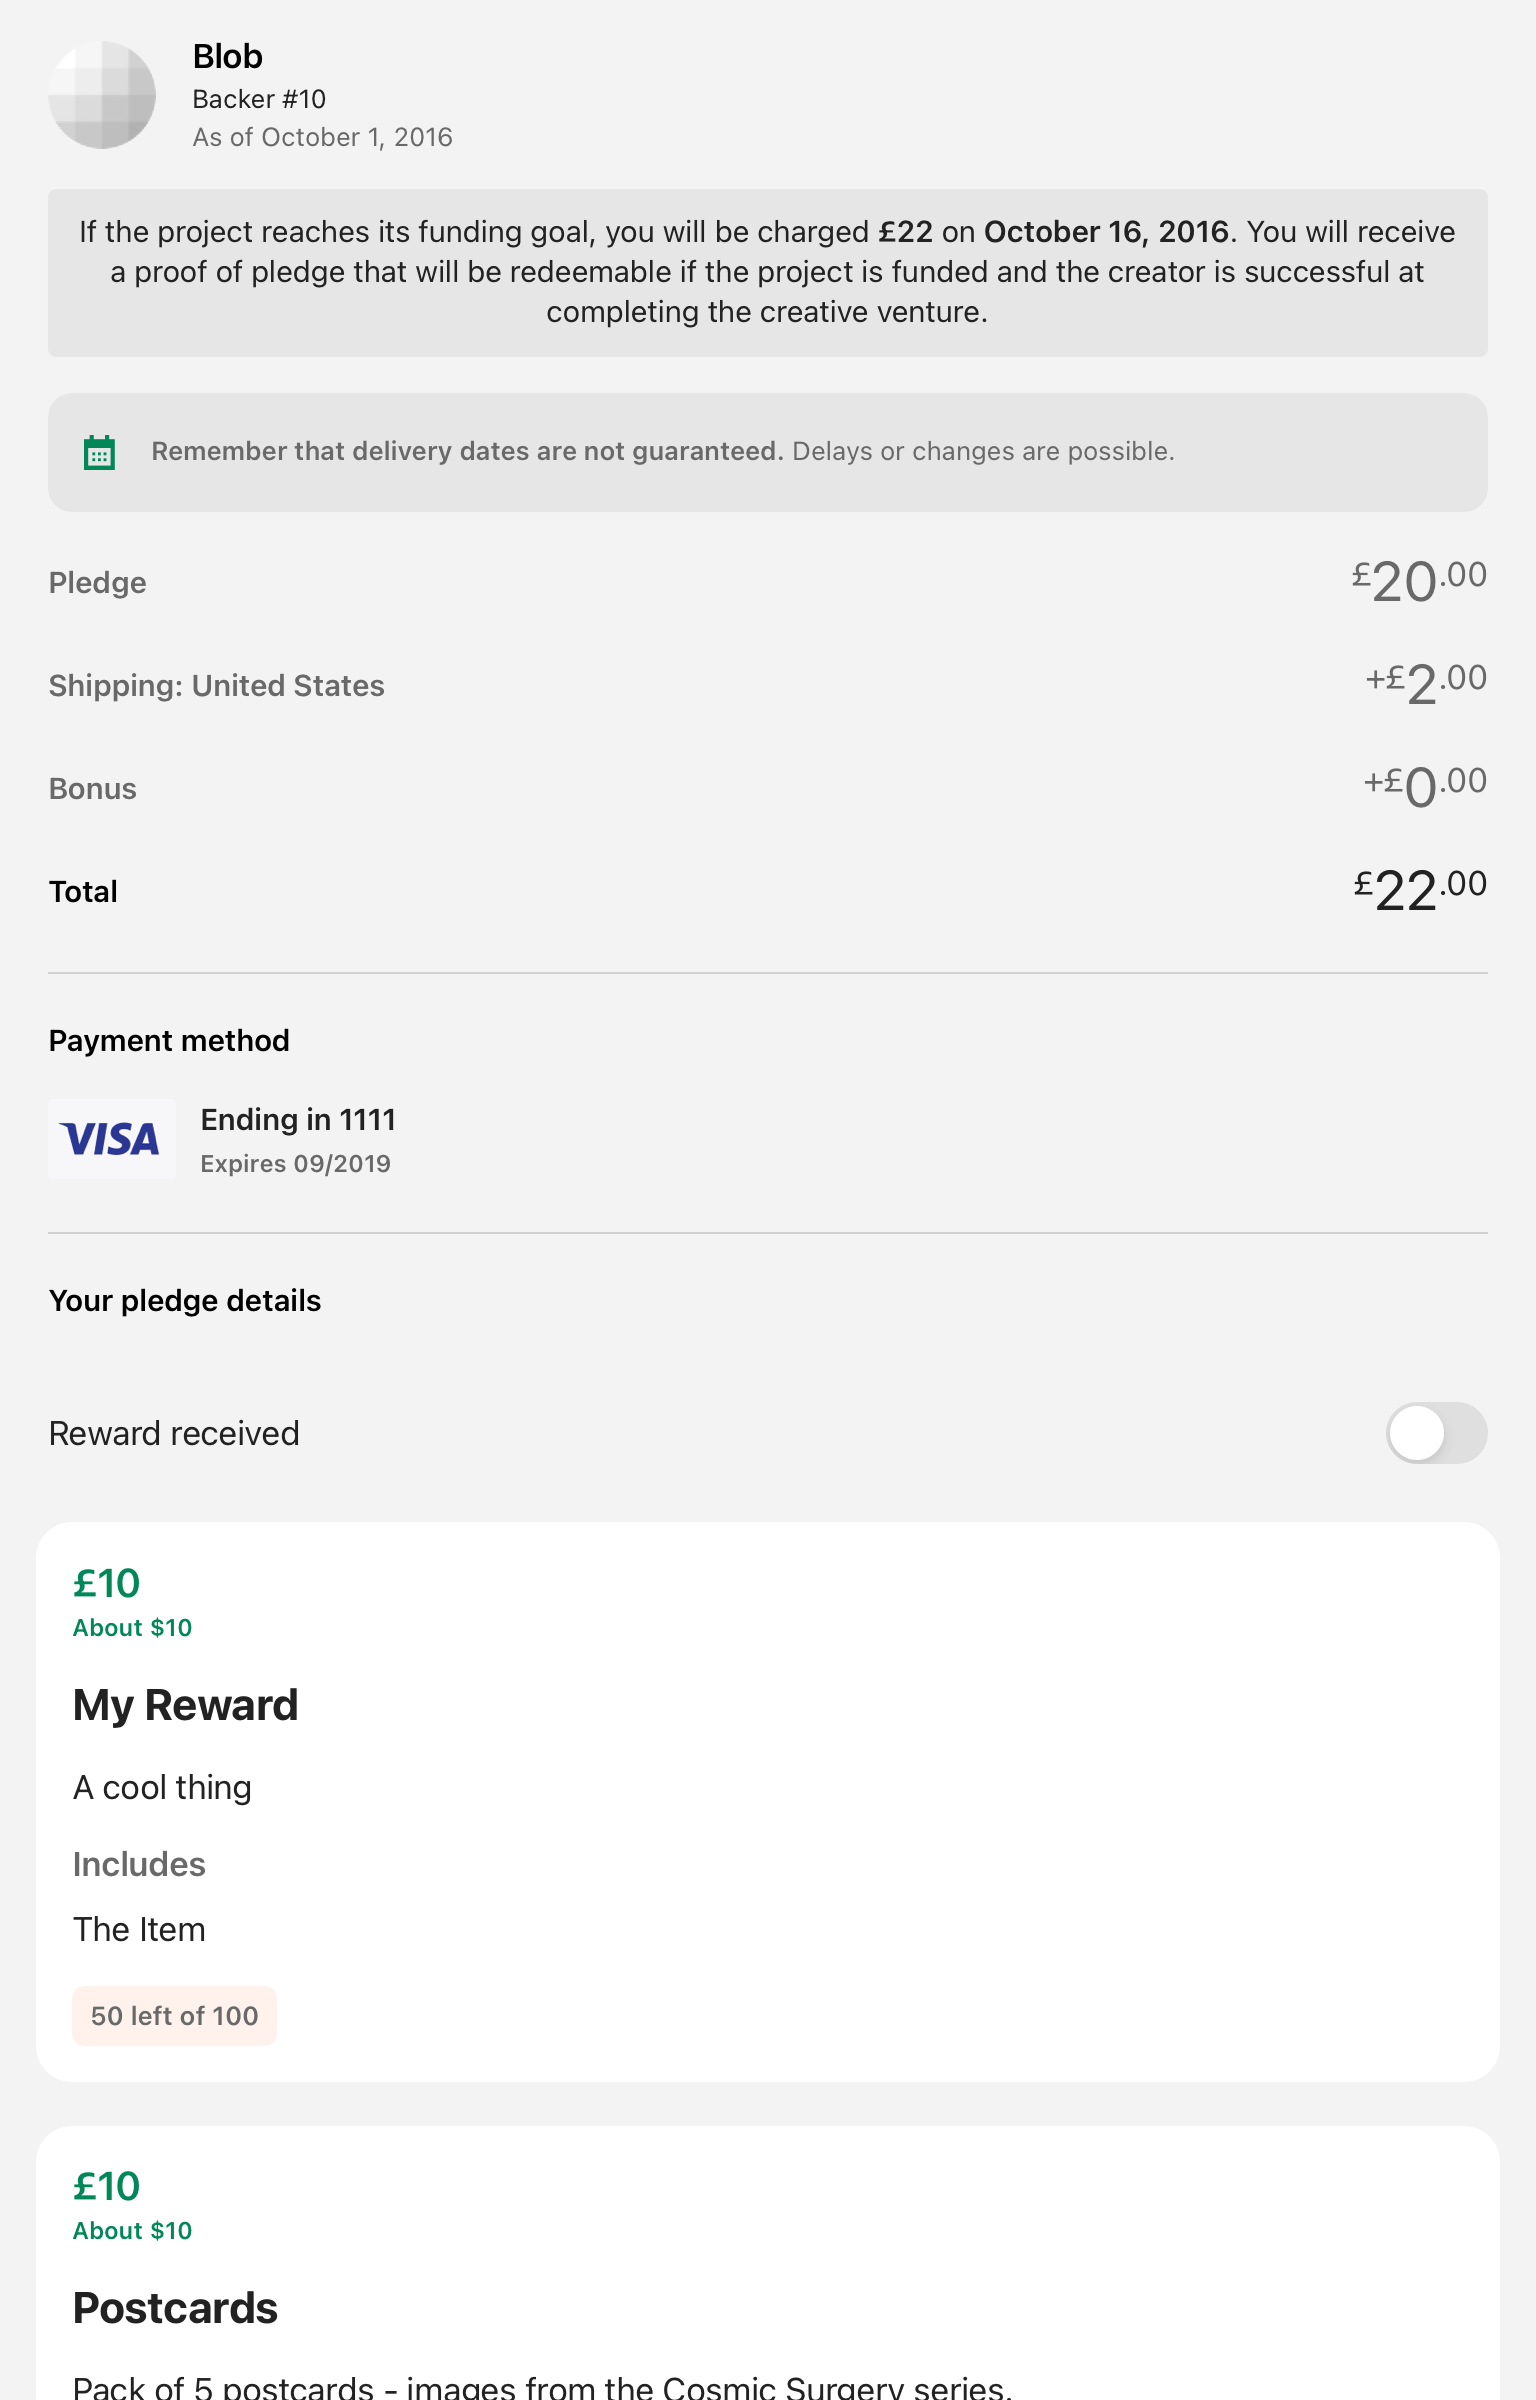 Blob
Backer #10
As of October 1, 2016
If the project reaches its funding goal, you will be charged £22 on October 16, 2016. You will receive
a proof of pledge that will be redeemable if the project is funded and the creator is successful at
completing the creative venture.
Remember that delivery dates are not guaranteed. Delays or changes are possible.
Pledge £20.00
Shipping: United States +£2.00
Bonus +£0.00
Total £22.00
Payment method
VISA
Ending in 1111
Expires 09/2019
Your pledge details
Reward received
£10
About $10
My Reward
A cool thing
Includes
The Item
50 left of 100
£10
About $10
Postcards
Pack of 5 postcards - images from the Cosmic Surgery series.